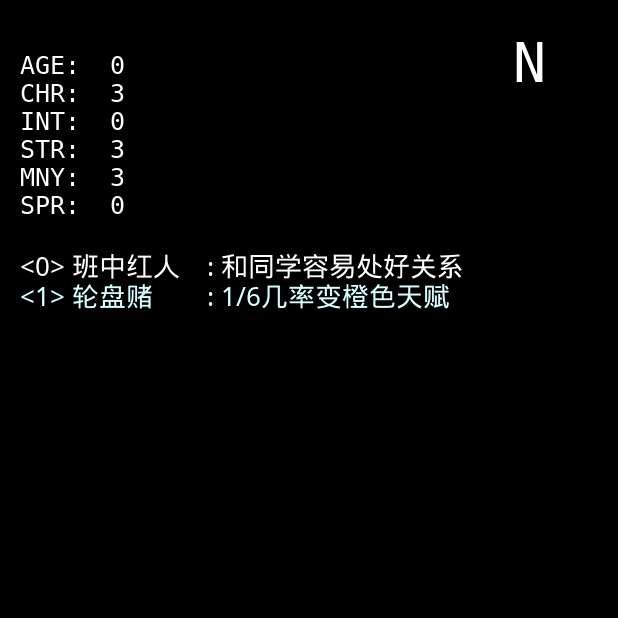 N
AGE: 0
CHR: 3
INT: 0
STR: 3
MNY: 3
SPR: 0
<0> 班中红人 : 和同学容易处好关系
<1> 轮盘赌 : 1/6几率变橙色天赋